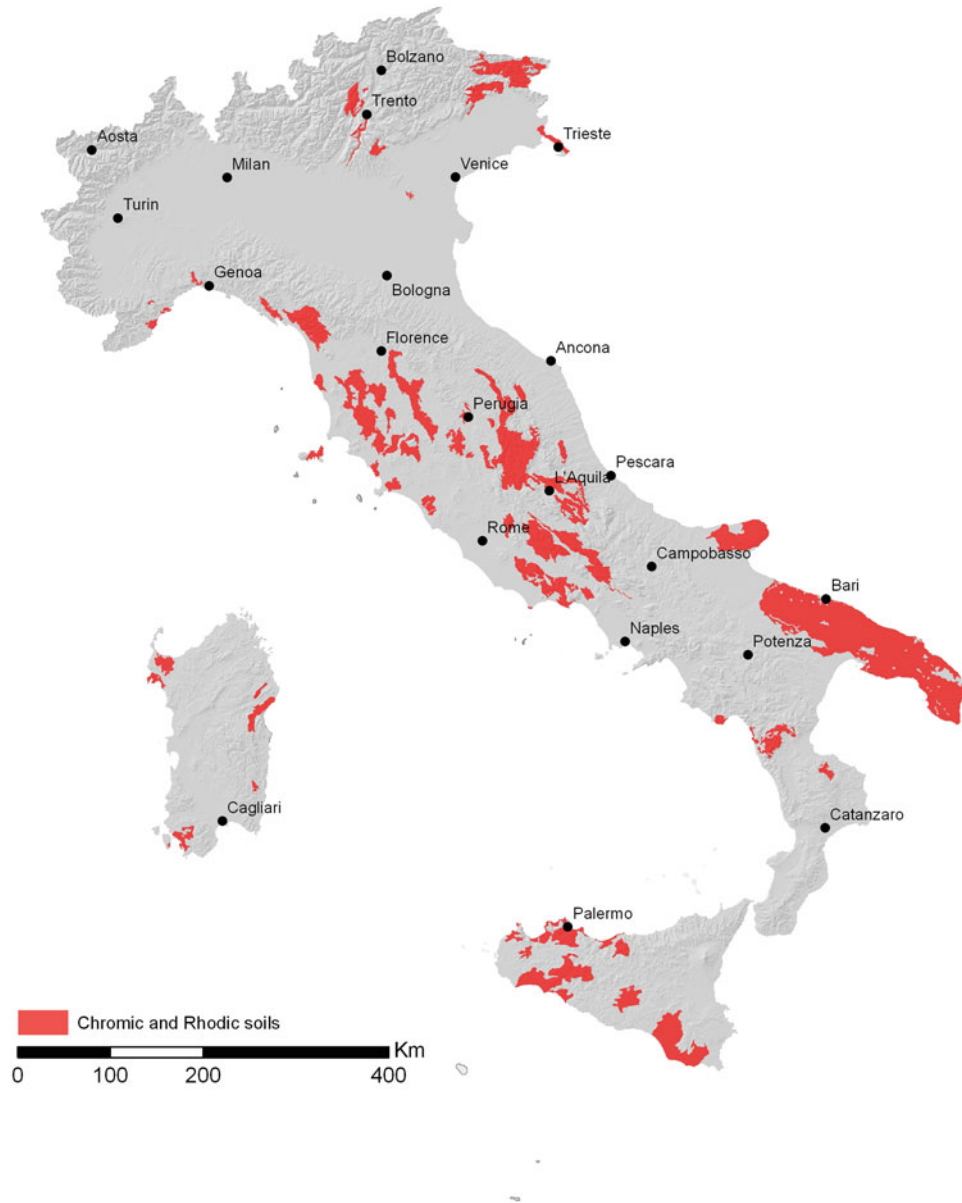 Bolzano
Trento
Aosta
Trieste
Milan
Venice
Turin
Genoa
Bologna
Florence
Ancona
Perugia
Pescara
L'Aquila
Rome
Campobasso
Bari
Naples
Potenza
Cagliari
Catanzaro
Palermo
Chromic and Rhodic soils
Km
0 100 200 400